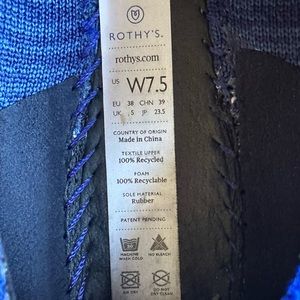 ROTHY'S.
rothys.com
US W7.5
EU 38 CHN 39
UK 5 JP 23.5
COUNTRY OF ORIGIN
Made in China
TEXTILE UPPER
100% Recycled
FOAM
100% Recyclable
SOLE MATERIAL
Rubber
PATENT PENDING
MACHINE WASH COLD
NO BLEACH
AIR DRY
DO NOT DRY CLEAN